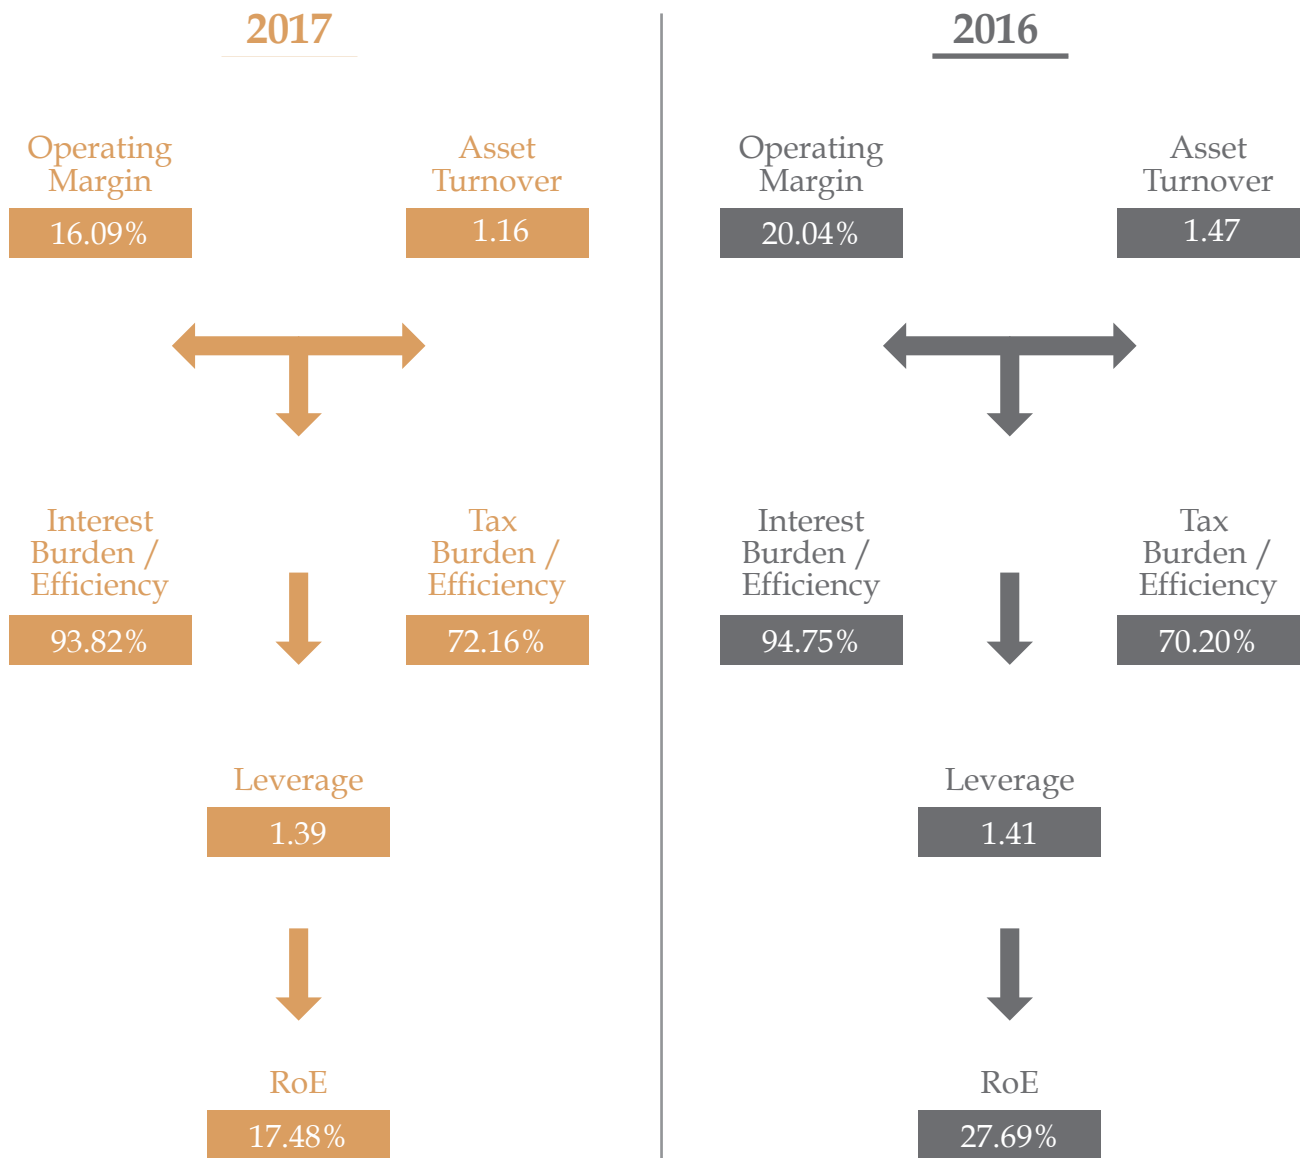 2017
Operating
Margin
16.09%
Asset
Turnover
1.16
Interest
Burden /
Efficiency
93.82%
Tax
Burden /
Efficiency
72.16%
Leverage
1.39
RoE
17.48%
2016
Operating
Margin
20.04%
Asset
Turnover
1.47
Interest
Burden /
Efficiency
94.75%
Tax
Burden /
Efficiency
70.20%
Leverage
1.41
RoE
27.69%